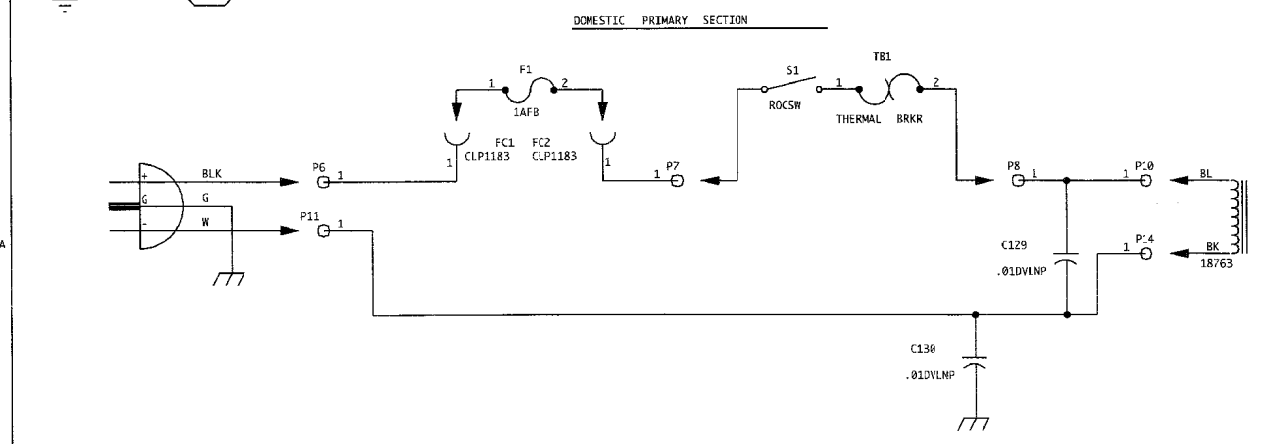 DOMESTIC PRIMARY SECTION
F1
1 2
1AFB
S1
ROCSW
TB1
1 2
THERMAL BRKR
FC1 FC2
CLP1183 CLP1183
1 1
+ BLK
G G
- W
P6
1
P11
1
P7
1
P8
1
P10
1
BL
P14
1
BK
18763
C129
.01DVLNP
C130
.01DVLNP
A